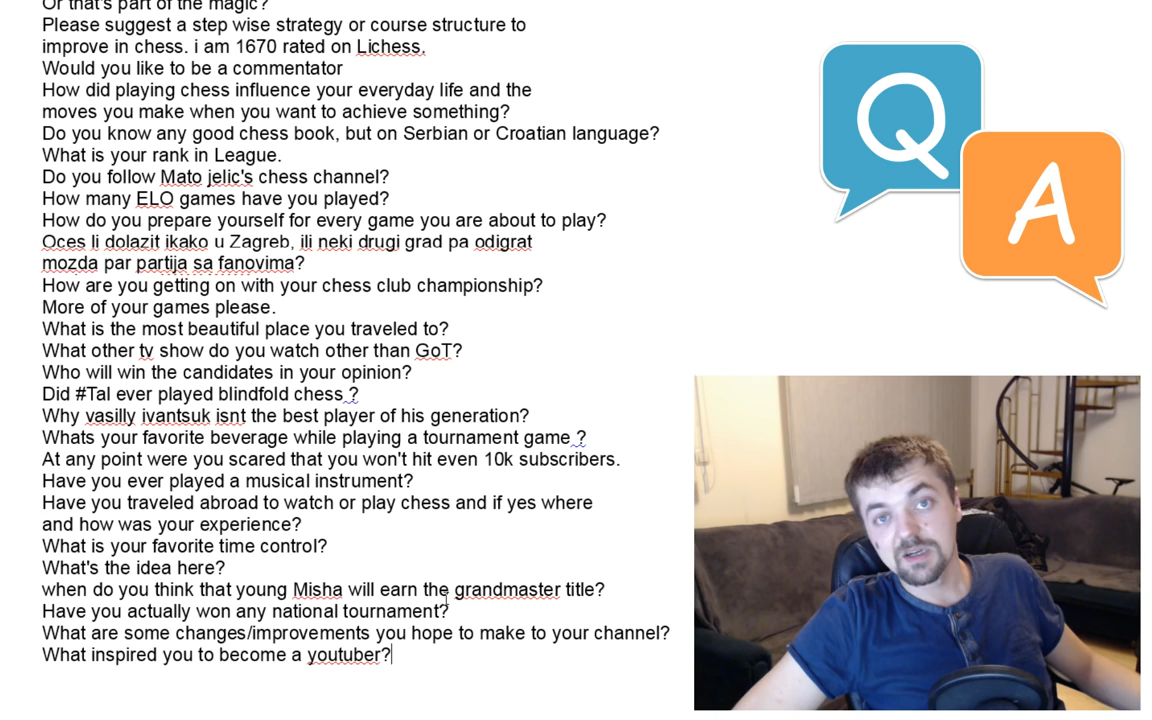 Or that's part of the magic?
Please suggest a step wise strategy or course structure to
improve in chess. i am 1670 rated on Lichess.
Would you like to be a commentator
How did playing chess influence your everyday life and the
moves you make when you want to achieve something?
Do you know any good chess book, but on Serbian or Croatian language?
What is your rank in League.
Do you follow Mato jelic's chess channel?
How many ELO games have you played?
How do you prepare yourself for every game you are about to play?
Oces li dolazit ikako u Zagreb, ili neki drugi grad pa odigrat
mozda par partija sa fanovima?
How are you getting on with your chess club championship?
More of your games please.
What is the most beautiful place you traveled to?
What other tv show do you watch other than GoT?
Who will win the candidates in your opinion?
Did #Tal ever played blindfold chess ?
Why vasilly ivantsuk isnt the best player of his generation?
Whats your favorite beverage while playing a tournament game ?
At any point were you scared that you won't hit even 10k subscribers.
Have you ever played a musical instrument?
Have you traveled abroad to watch or play chess and if yes where
and how was your experience?
What is your favorite time control?
What's the idea here?
when do you think that young Misha will earn the grandmaster title?
Have you actually won any national tournament?
What are some changes/improvements you hope to make to your channel?
What inspired you to become a youtuber?
Q
A